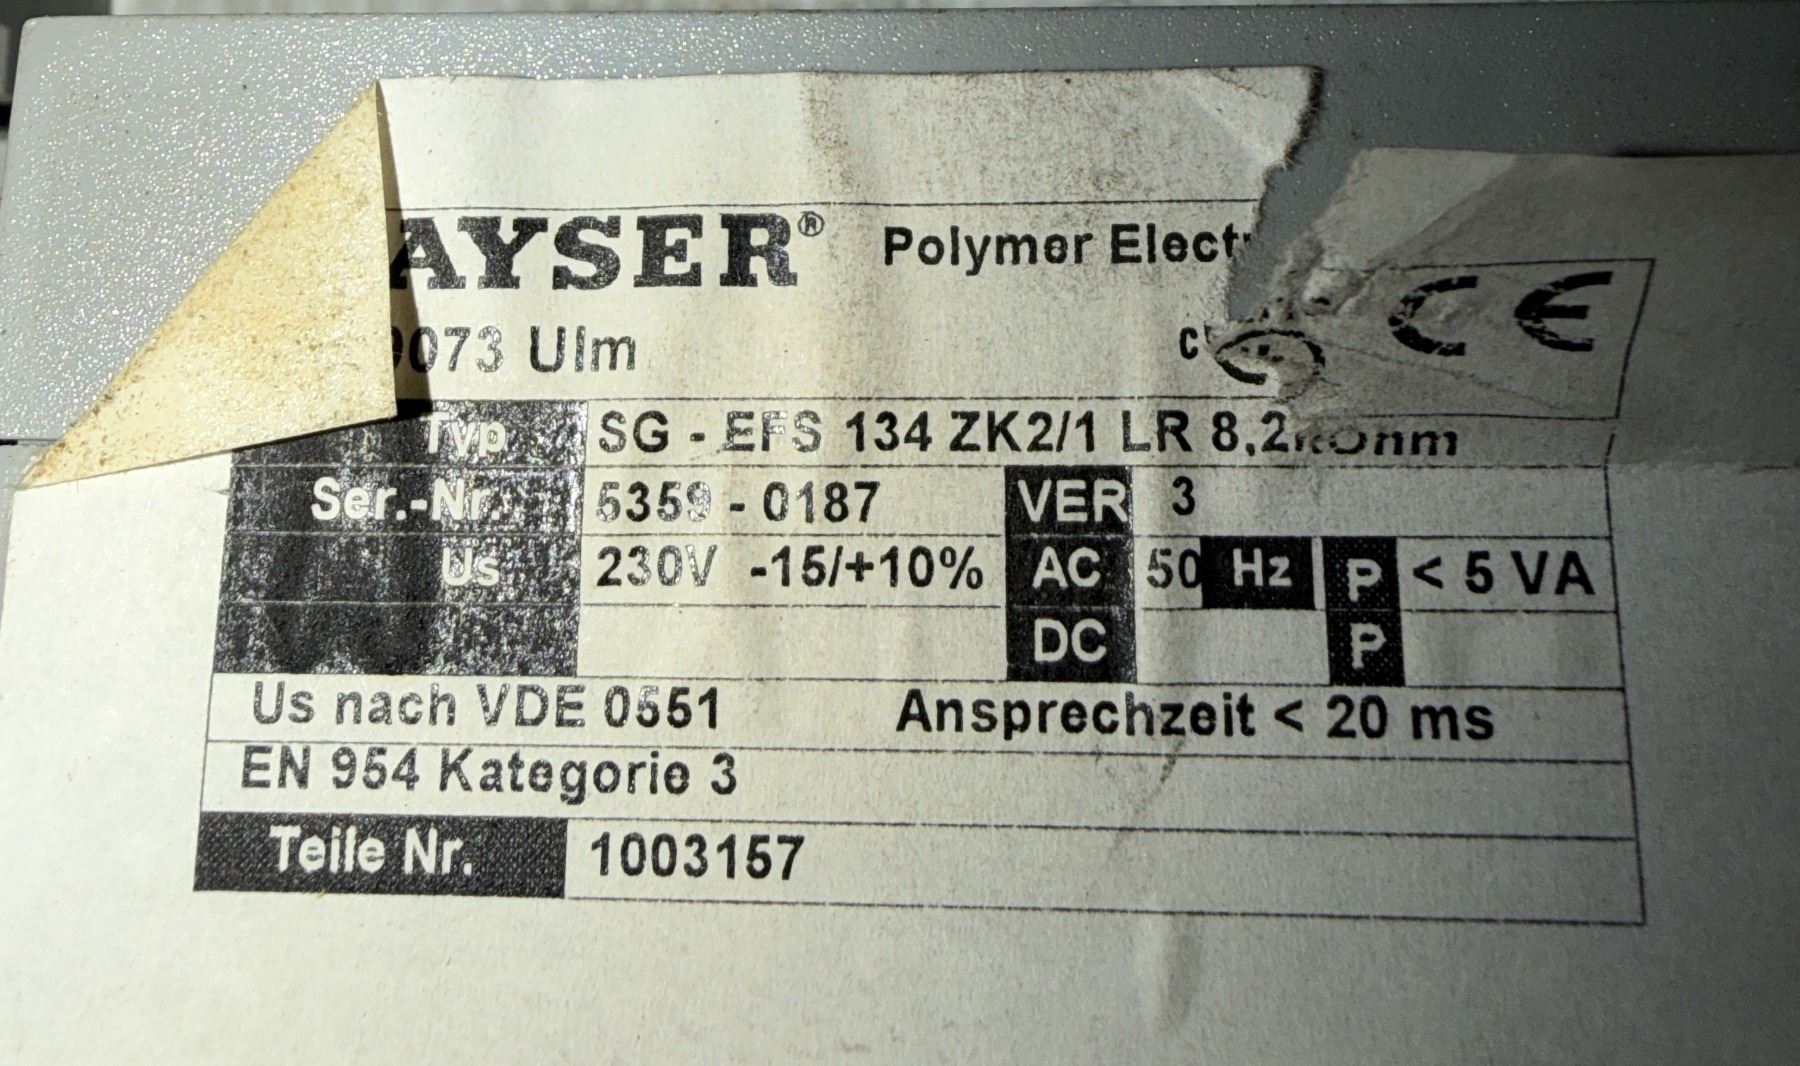 AYSER® Polymer Elect
9073 Ulm
CE
Typ SG - EFS 134 ZK2/1 LR 8,2kOhm
Ser.-Nr. 5359 - 0187 VER 3
Us 230V -15/+10% AC 50 Hz P < 5 VA
DC P
Us nach VDE 0551 Ansprechzeit < 20 ms
EN 954 Kategorie 3
Teile Nr. 1003157